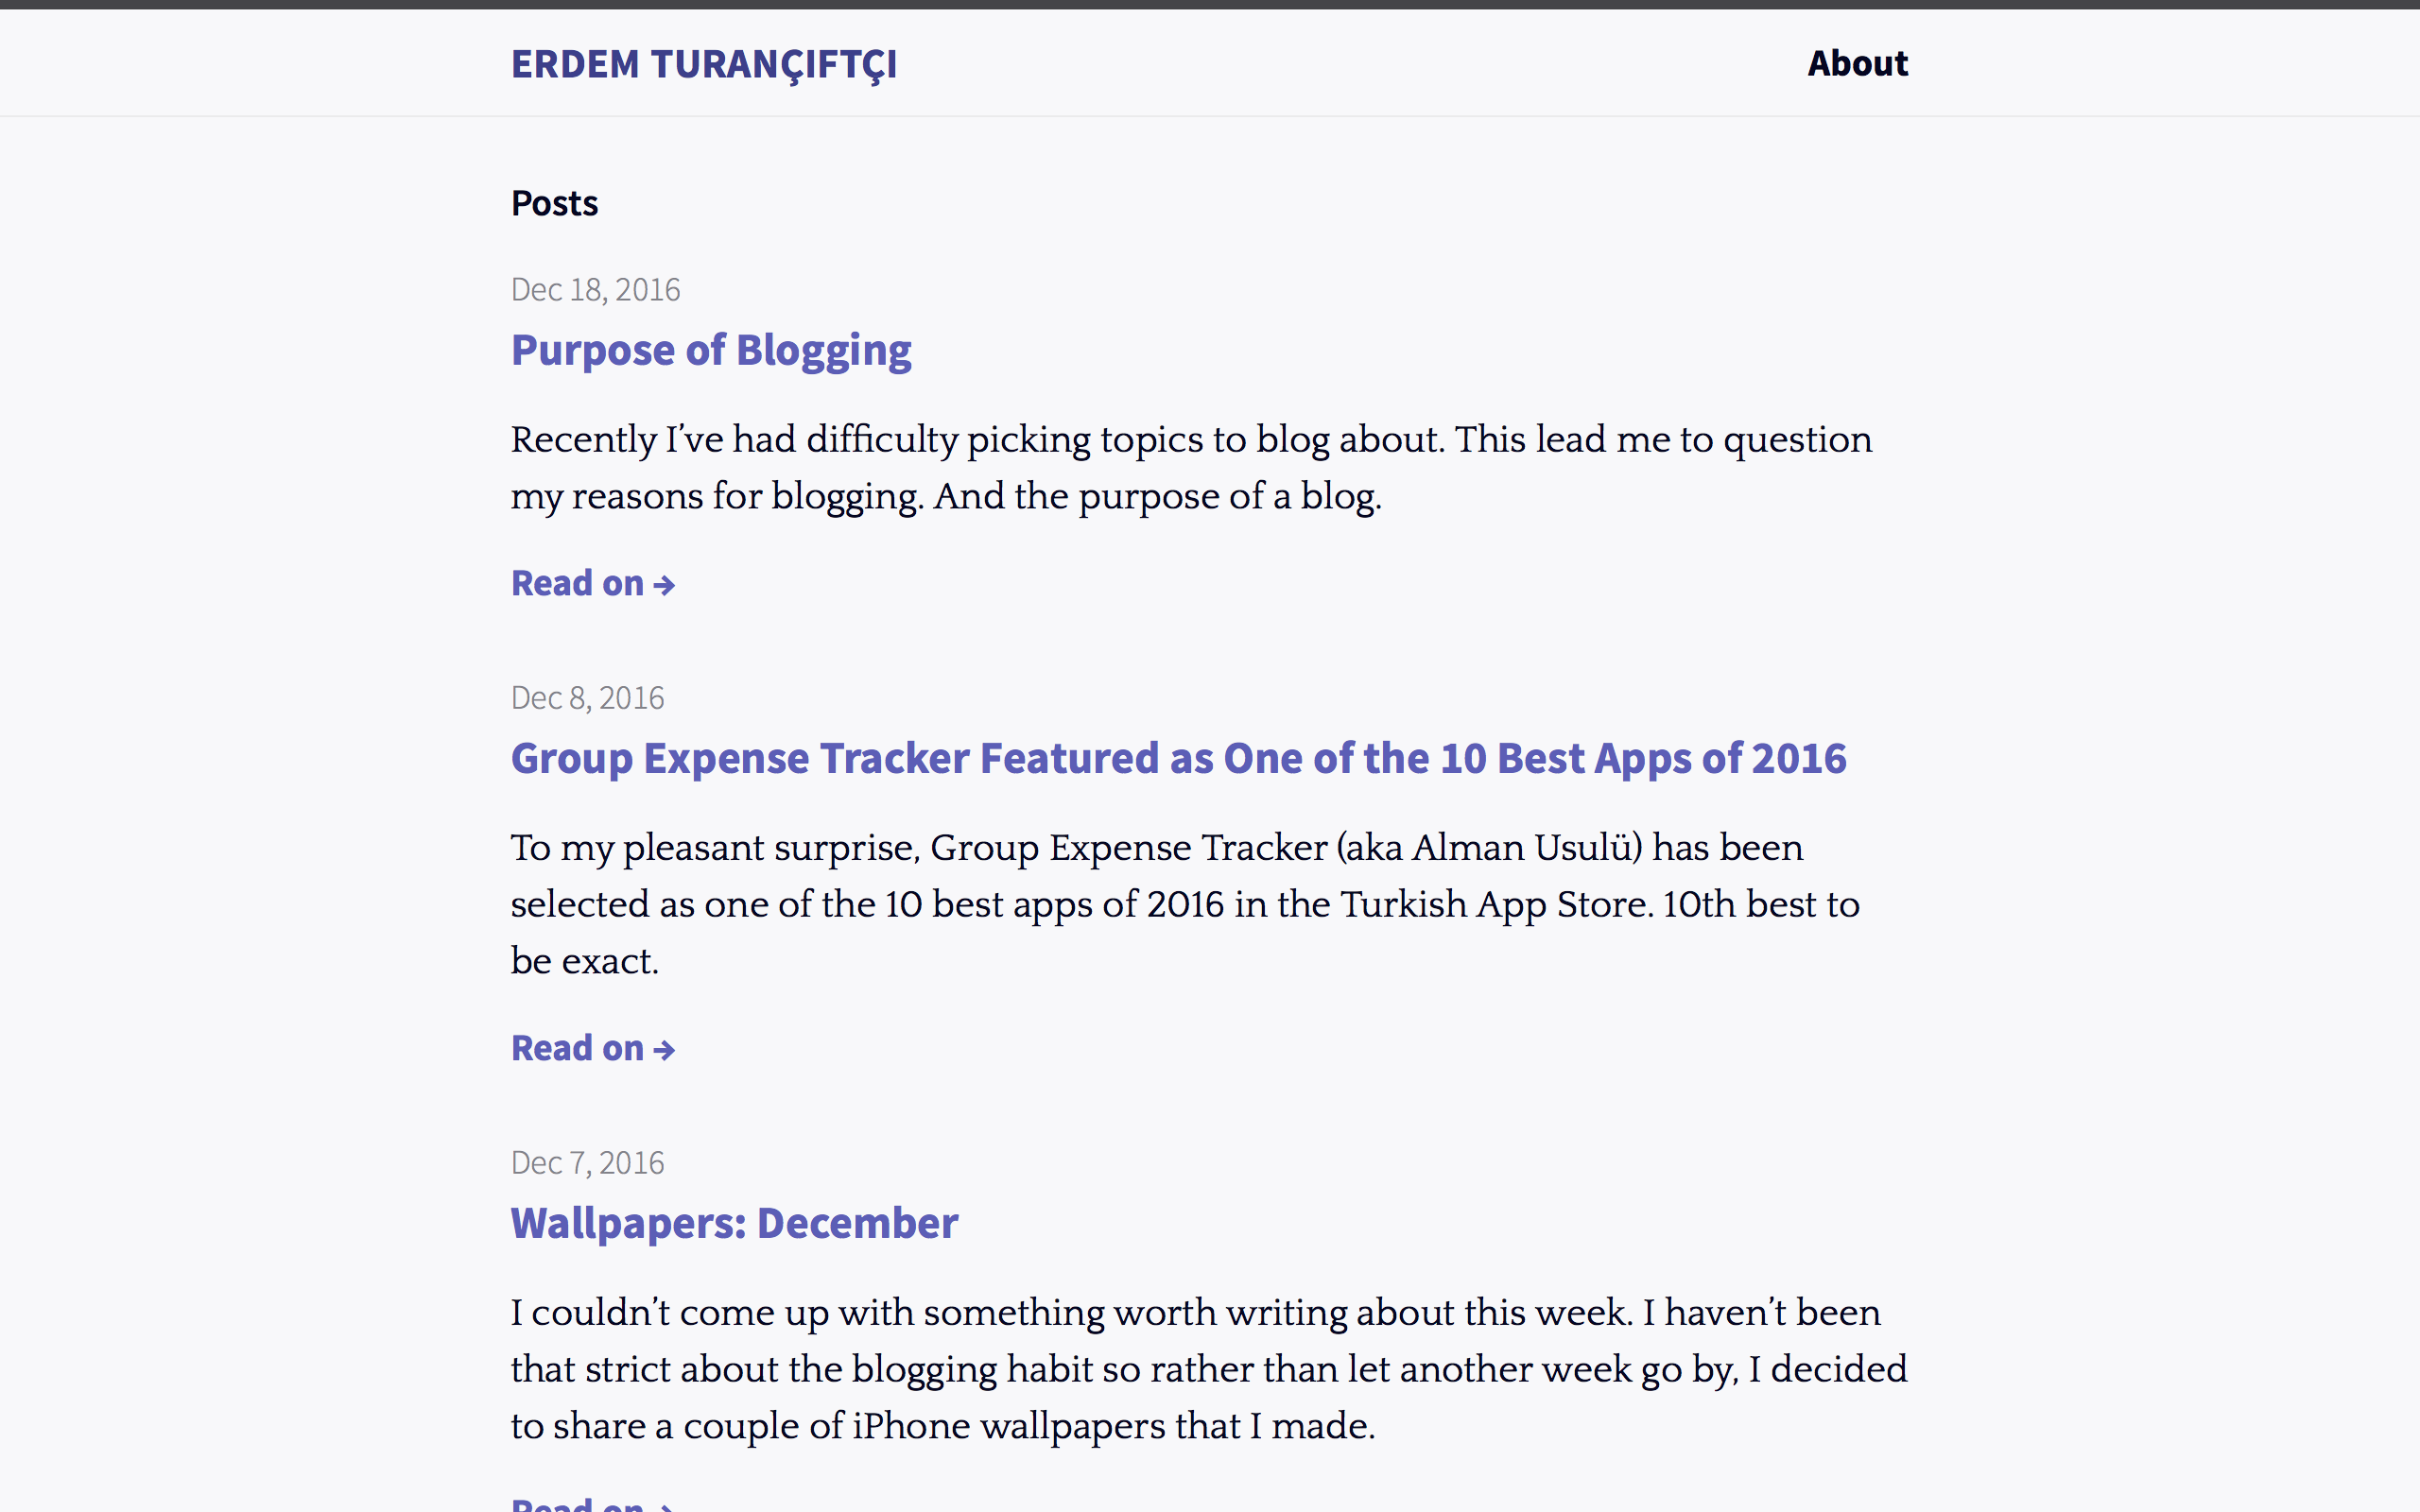 ERDEM TURANÇIFTÇI
About
Posts
Dec 18, 2016
Purpose of Blogging
Recently I’ve had difficulty picking topics to blog about. This lead me to question
my reasons for blogging. And the purpose of a blog.
Read on →
Dec 8, 2016
Group Expense Tracker Featured as One of the 10 Best Apps of 2016
To my pleasant surprise, Group Expense Tracker (aka Alman Usulü) has been
selected as one of the 10 best apps of 2016 in the Turkish App Store. 10th best to
be exact.
Read on →
Dec 7, 2016
Wallpapers: December
I couldn’t come up with something worth writing about this week. I haven’t been
that strict about the blogging habit so rather than let another week go by, I decided
to share a couple of iPhone wallpapers that I made.
Read on →